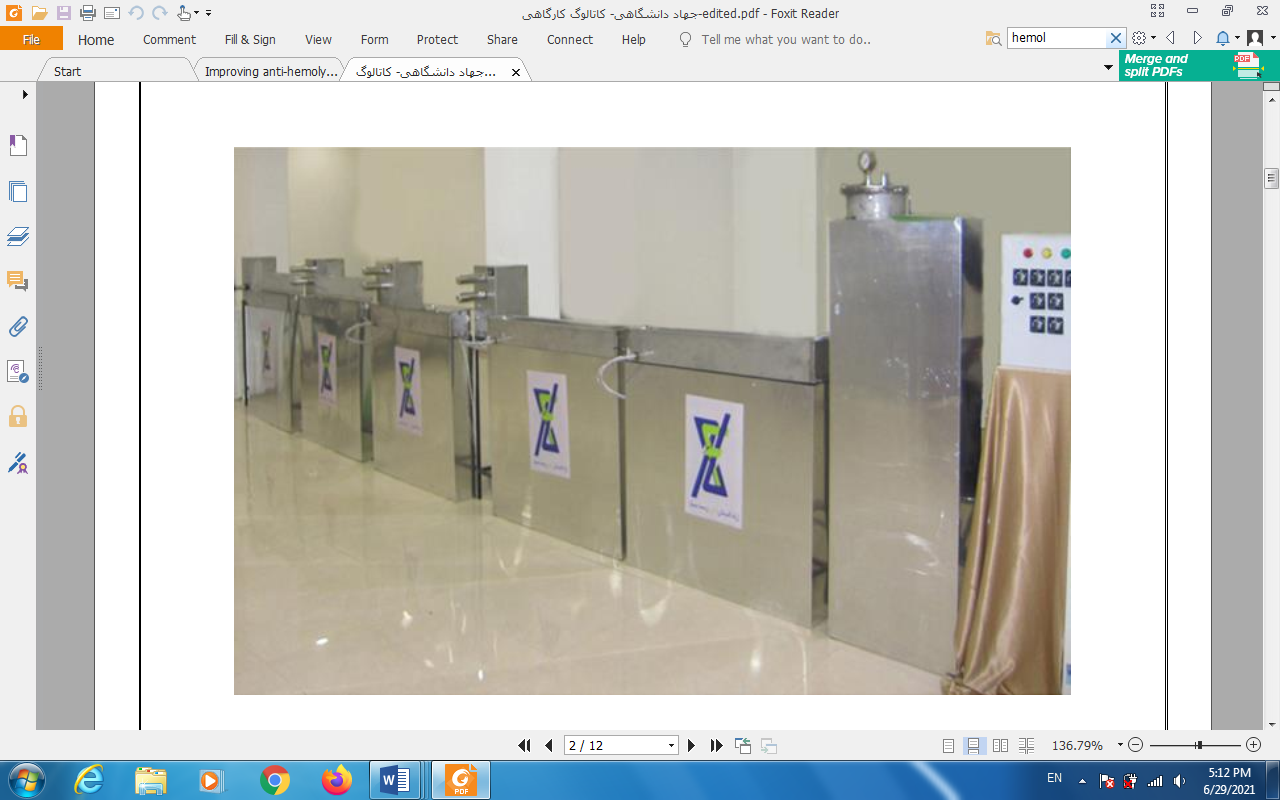 جهاد دانشگاهی- کاتالوگ کارگاهی-edited.pdf - Foxit Reader
File
Home
Comment
Fill & Sign
View
Form
Protect
Share
Connect
Help
Tell me what you want to do..
hemol
Start
Improving anti-hemoly...
جهاد دانشگاهی- کاتالوگ...
Merge and
split PDFs
PDF
2 / 12
136.79%
PDF
EN
5:12 PM
6/29/2021